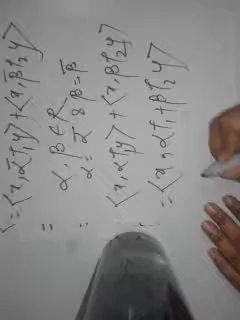 = <x, ᾱT₁y> + <x, β̄T₂y>
= α, β ∈ R
∵ α = ᾱ & β = β̄
<x, αT₁y> + <x, βT₂y>
= <x, αT₁ + βT₂ y>